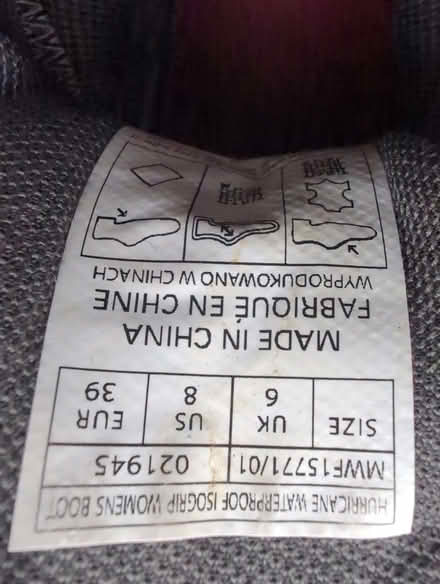 HURRICANE WATERPROOF ISOGRIP WOMENS BOOT
MWF15771/01 021945
SIZE UK US EUR
6 8 39
MADE IN CHINA
FABRIQUÉ EN CHINE
WYPRODUKOWANO W CHINACH